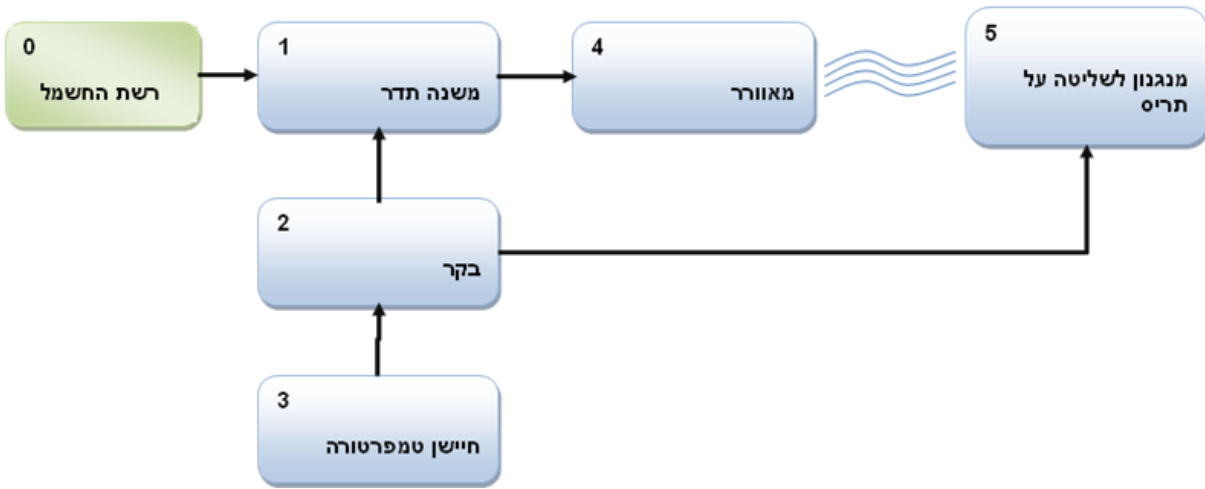 0
רשת החשמל
1
משנה תדר
4
מאוורר
5
מנגנון לשליטה על
תריס
2
בקר
3
חיישן טמפרטורה